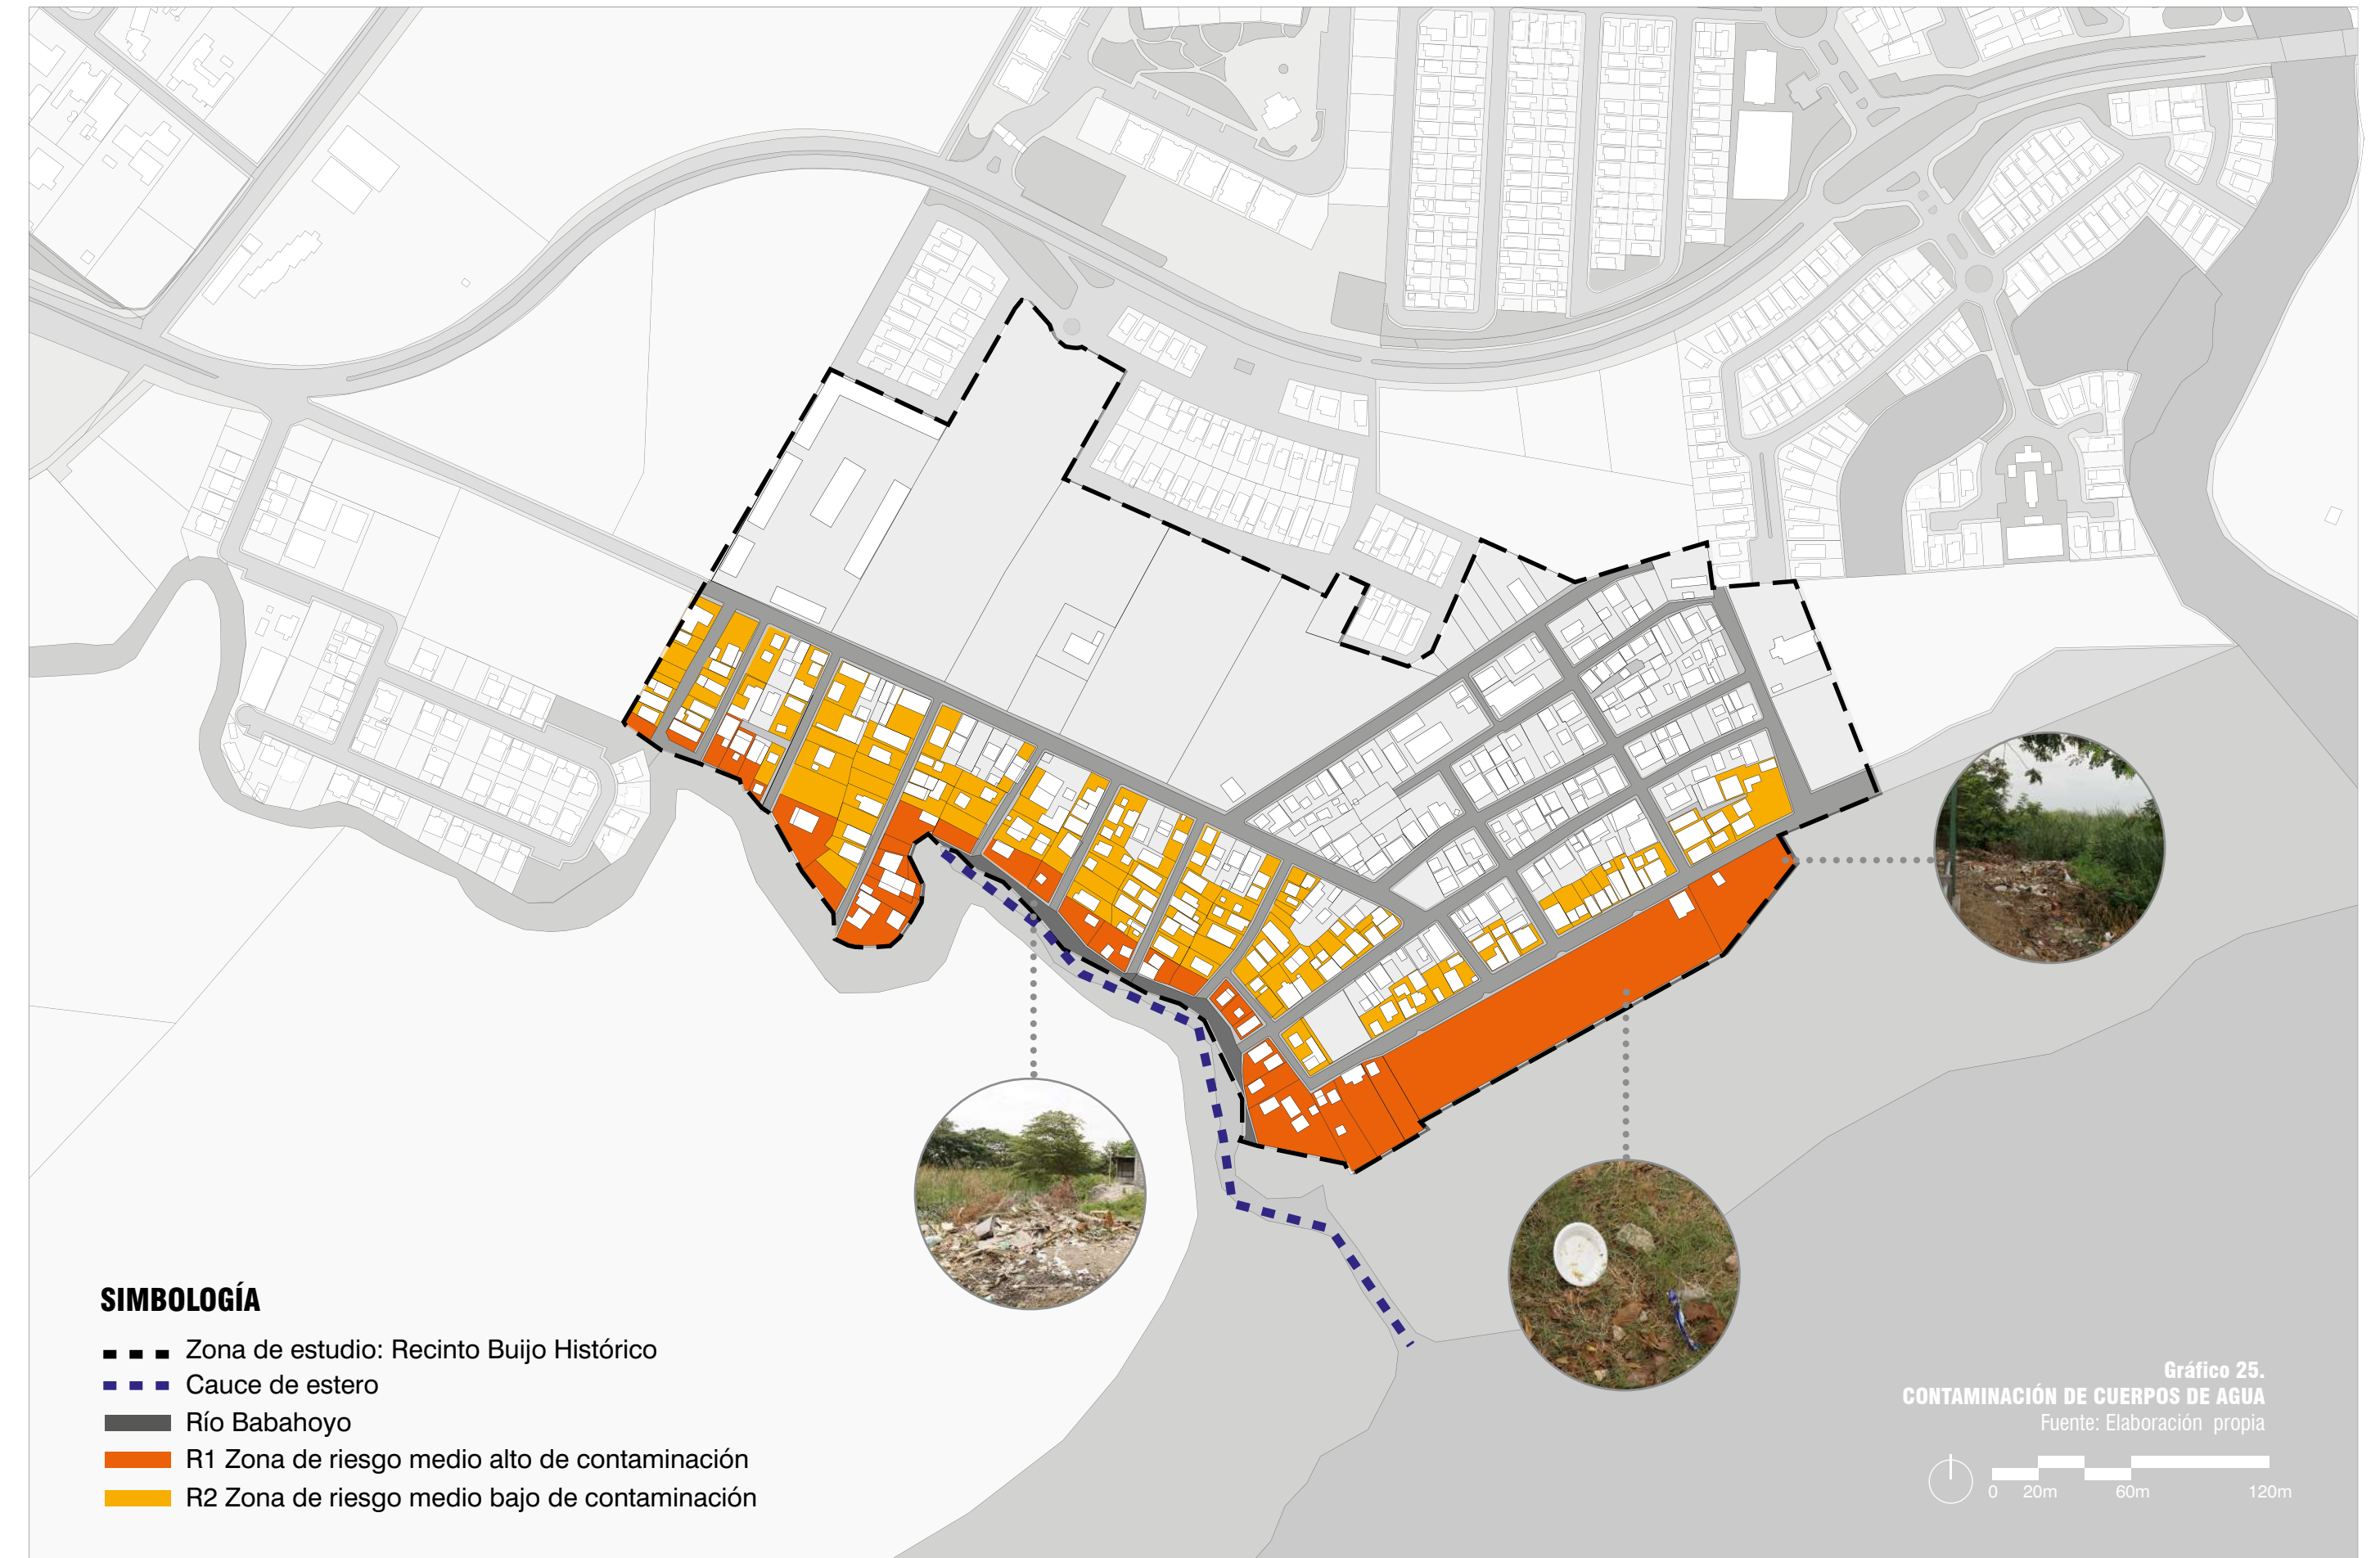 SIMBOLOGÍA
Zona de estudio: Recinto Buijo Histórico
Cauce de estero
Río Babahoyo
R1 Zona de riesgo medio alto de contaminación
R2 Zona de riesgo medio bajo de contaminación
Gráfico 25.
CONTAMINACIÓN DE CUERPOS DE AGUA
Fuente: Elaboración propia
0 20m 60m 120m